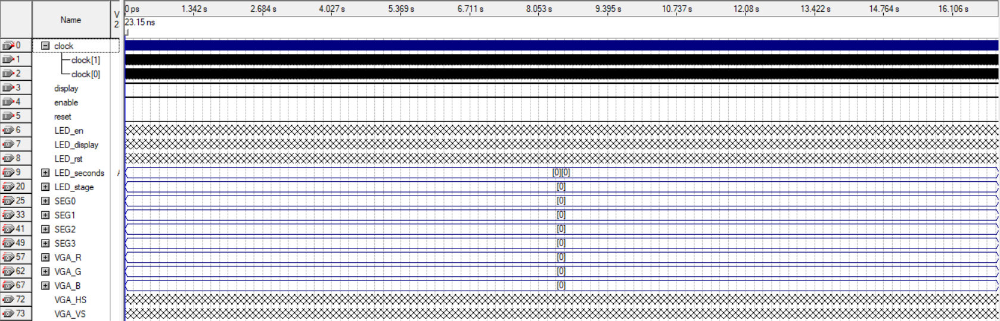 0 ps 1.342 s 2.684 s 4.027 s 5.369 s 6.711 s 8.053 s 9.395 s 10.737 s 12.08 s 13.422 s 14.764 s 16.106 s
Name V
2
23.15 ns
0 clock
1 clock[1]
2 clock[0]
3 display
4 enable
5 reset
6 LED_en
7 LED_display
8 LED_rst
9 LED_seconds [0][0]
20 LED_stage [0]
25 SEG0 [0]
33 SEG1 [0]
41 SEG2 [0]
49 SEG3 [0]
57 VGA_R [0]
62 VGA_G [0]
67 VGA_B [0]
72 VGA_HS
73 VGA_VS